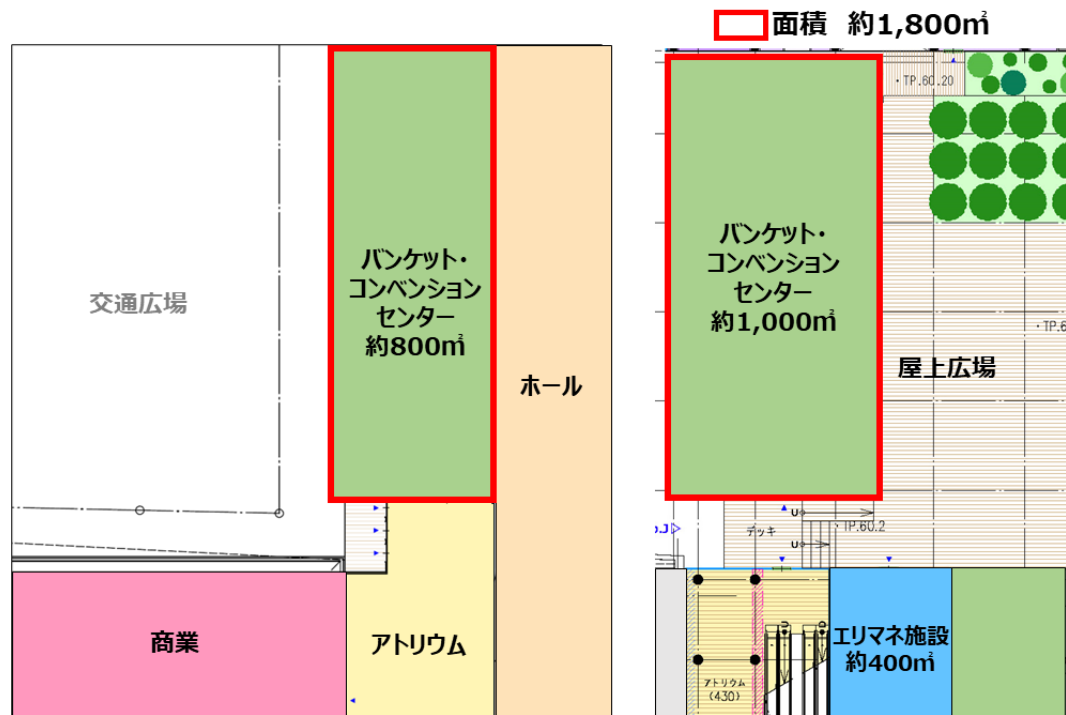 面積 約1,800㎡
交通広場
バンケット・
コンベンション
センター
約800㎡
ホール
商業
アトリウム
・TP.60.20
バンケット・
コンベンション
センター
約1,000㎡
屋上広場
デッキ
U
・TP.60.2
U
エリマネ施設
約400㎡
アトリウム
(430)